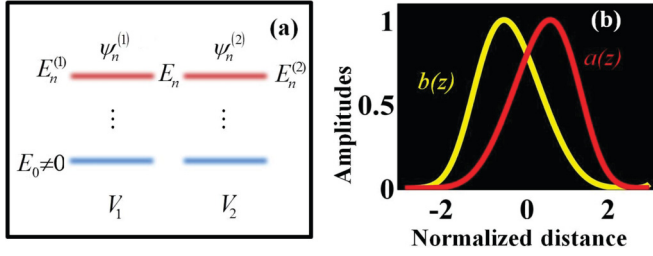 (a)
ψₙ⁽¹⁾ ψₙ⁽²⁾
Eₙ⁽¹⁾ Eₙ Eₙ⁽²⁾
⋮ ⋮
E₀≠0
V₁ V₂
(b)
1
0.5
0
b(z) a(z)
Amplitudes
-2 0 2
Normalized distance